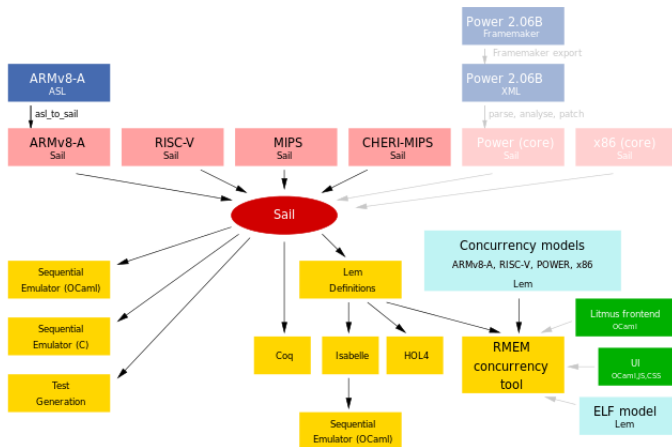 Power 2.06B
Framemaker
Framemaker export
ARMv8-A
ASL
Power 2.06B
XML
asl_to_sail
parse, analyse, patch
ARMv8-A
Sail
RISC-V
Sail
MIPS
Sail
CHERI-MIPS
Sail
Power (core)
Sail
x86 (core)
Sail
Sail
Concurrency models
ARMv8-A, RISC-V, POWER, x86
Lem
Sequential
Emulator (OCaml)
Lem
Definitions
Sequential
Emulator (C)
Litmus frontend
OCaml
Coq
Isabelle
HOL4
RMEM
concurrency
tool
UI
OCaml,JS,CSS
Test
Generation
ELF model
Lem
Sequential
Emulator (OCaml)